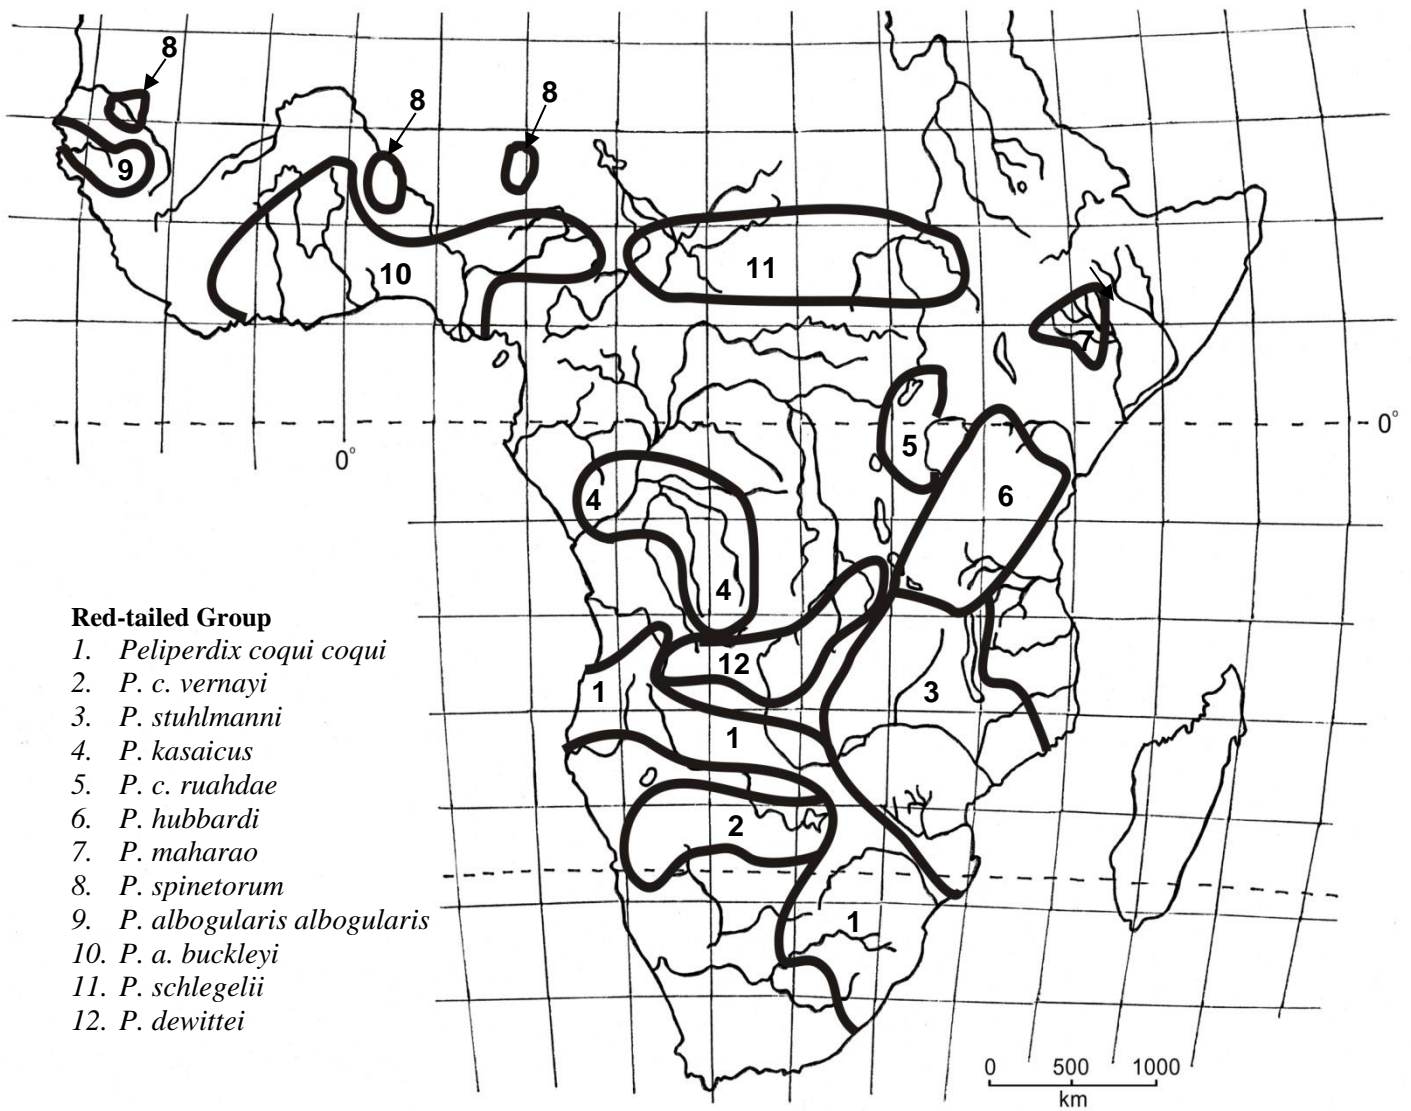 8
8
8
9
10
11
7
0°
0°
5
6
4
4
12
1
3
1
2
1
Red-tailed Group
1. Peliperdix coqui coqui
2. P. c. vernayi
3. P. stuhlmanni
4. P. kasaicus
5. P. c. ruahdae
6. P. hubbardi
7. P. maharao
8. P. spinetorum
9. P. albogularis albogularis
10. P. a. buckleyi
11. P. schlegelii
12. P. dewittei
0 500 1000
km